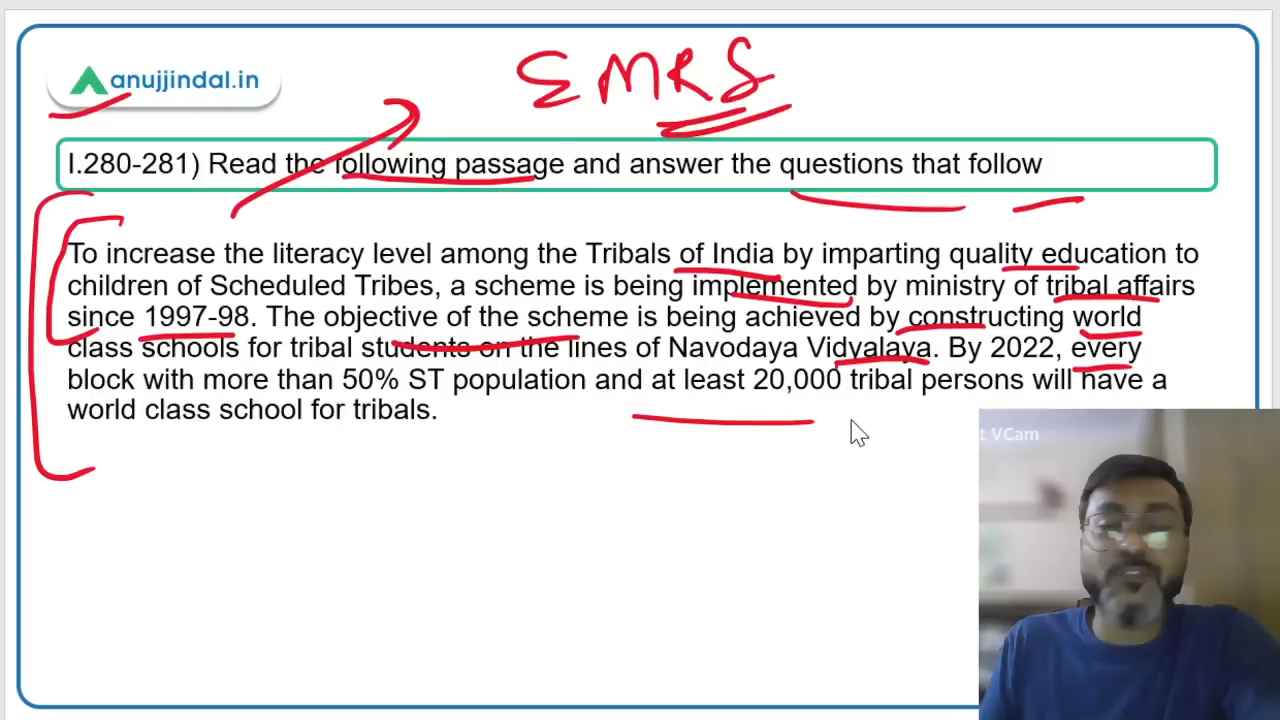 EMRS
anujjindal.in
I.280-281) Read the following passage and answer the questions that follow
To increase the literacy level among the Tribals of India by imparting quality education to
children of Scheduled Tribes, a scheme is being implemented by ministry of tribal affairs
since 1997-98. The objective of the scheme is being achieved by constructing world
class schools for tribal students on the lines of Navodaya Vidyalaya. By 2022, every
block with more than 50% ST population and at least 20,000 tribal persons will have a
world class school for tribals.
t VCam